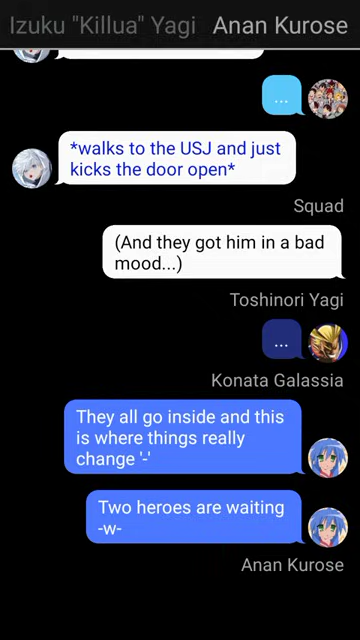 Izuku "Killua" Yagi Anan Kurose
...
*walks to the USJ and just
kicks the door open*
Squad
(And they got him in a bad
mood...)
Toshinori Yagi
...
Konata Galassia
They all go inside and this
is where things really
change '-'
Two heroes are waiting
-w-
Anan Kurose